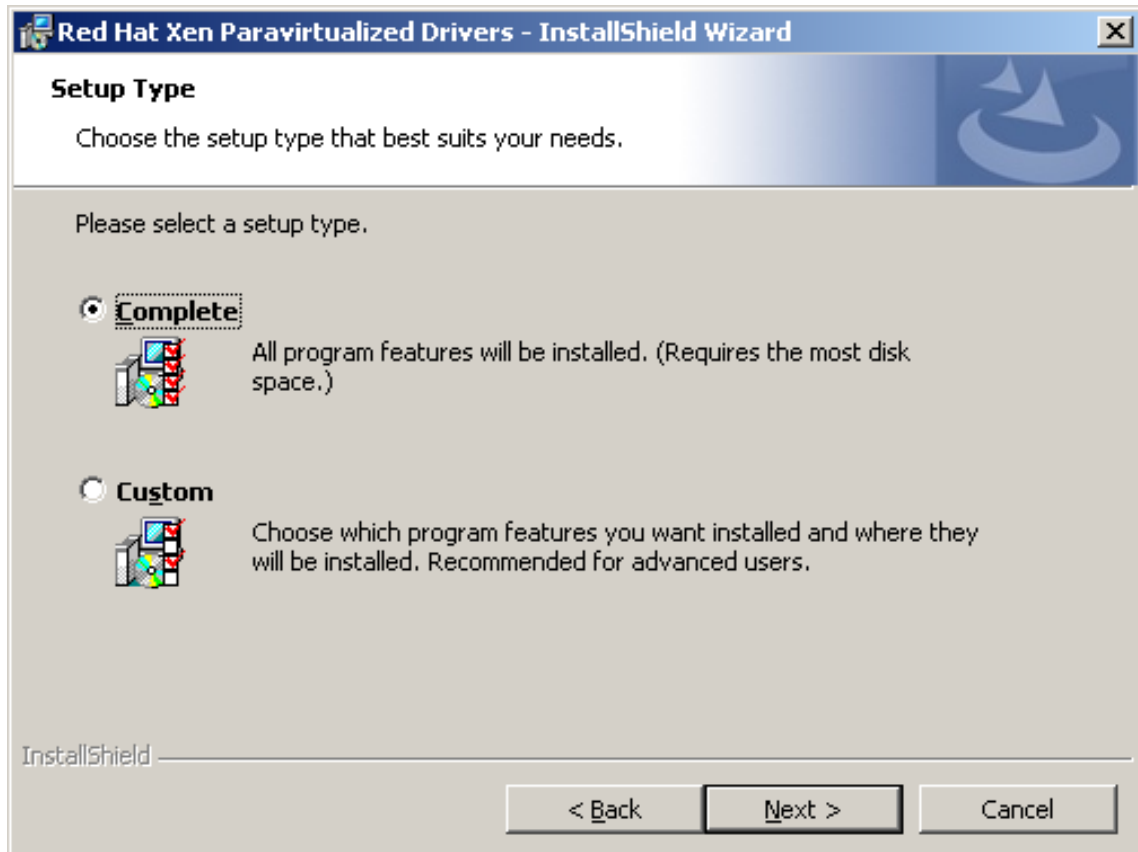 Red Hat Xen Paravirtualized Drivers - InstallShield Wizard
Setup Type
Choose the setup type that best suits your needs.
Please select a setup type.
Complete
All program features will be installed. (Requires the most disk
space.)
Custom
Choose which program features you want installed and where they
will be installed. Recommended for advanced users.
InstallShield
< Back
Next >
Cancel